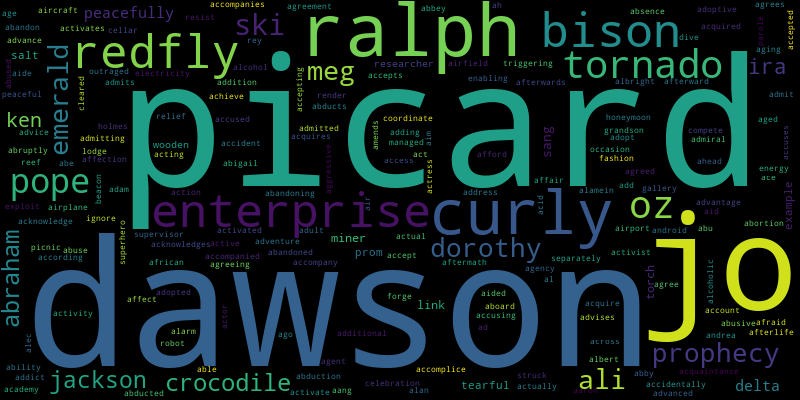 age aircraft accompanies agreement abbey ah adoptive agrees
abandon activates peacefully ski ralph resist absence adopted accepted
advance cellar rey bison dive parole
salt redfly alcohol researcher airfield triggering tornado aging ira
aide outraged electricity meg accepts enabling afterwards albright afterward
peaceful emerald admits addition accepting render abducts picard honeymoon admit
abused cleared achieve admitted coordinate grandson compete aged
ken holmes relief accused amends adding adopt admiral accuses
advice admitting wooden accident managed aim afford occasion ahead
abruptly lodge acting act fashion energy
reef abe affection abigail aggressive access actress agreed ace
pope beacon adam action abandoning address affair alamein add gallery advantage example
exploit airplane enterprise air curly acid oz aid abortion
acknowledge ignore superhero activated adult miner actual dorothy airport android abu jo
abraham picnic abuse supervisor acknowledges active adventure prom separately activist
according african accompanied abandoned accept aftermath agency torch alcoholic
dawson agreeing accompany al
affect adopted forge link aided aboard acquire agree account
activity actor accusing advises abusive afraid
alec alarm ago additional ad across andrea afterlife
robot agent albert prophecy
ability able accomplice struck abby acquaintance
addict jackson crocodile abduction aang celebration tearful ali accidentally delta
academy abducted activate alan actually advanced